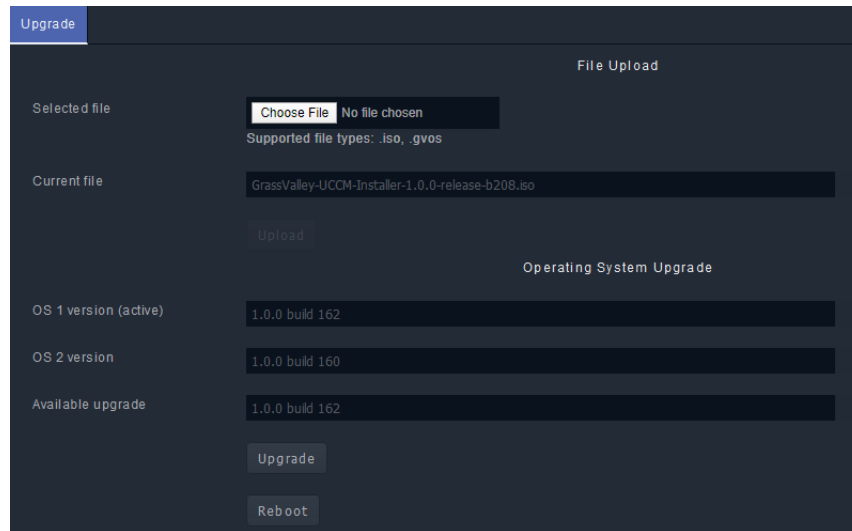 Upgrade
File Upload
Selected file
Choose File No file chosen
Supported file types: .iso, .gvos
Current file
GrassValley-UCCM-Installer-1.0.0-release-b208.iso
Upload
Operating System Upgrade
OS 1 version (active)
1.0.0 build 162
OS 2 version
1.0.0 build 160
Available upgrade
1.0.0 build 162
Upgrade
Reboot